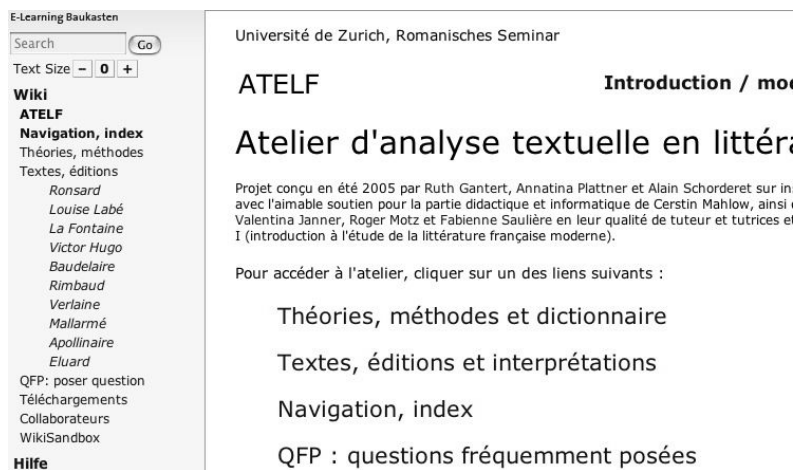 E-Learning Baukasten
Search
Go
Text Size − 0 +
Wiki
ATELF
Navigation, index
Théories, méthodes
Textes, éditions
Ronsard
Louise Labé
La Fontaine
Victor Hugo
Baudelaire
Rimbaud
Verlaine
Mallarmé
Apollinaire
Eluard
QFP: poser question
Téléchargements
Collaborateurs
WikiSandbox
Hilfe
Université de Zurich, Romanisches Seminar
ATELF
Introduction / mo
Atelier d'analyse textuelle en littér
Projet conçu en été 2005 par Ruth Gantert, Annatina Plattner et Alain Schorderet sur in
avec l'aimable soutien pour la partie didactique et informatique de Cerstin Mahlow, ainsi
Valentina Janner, Roger Motz et Fabienne Saulière en leur qualité de tuteur et tutrices et
I (introduction à l'étude de la littérature française moderne).
Pour accéder à l'atelier, cliquer sur un des liens suivants :
Théories, méthodes et dictionnaire
Textes, éditions et interprétations
Navigation, index
QFP : questions fréquemment posées